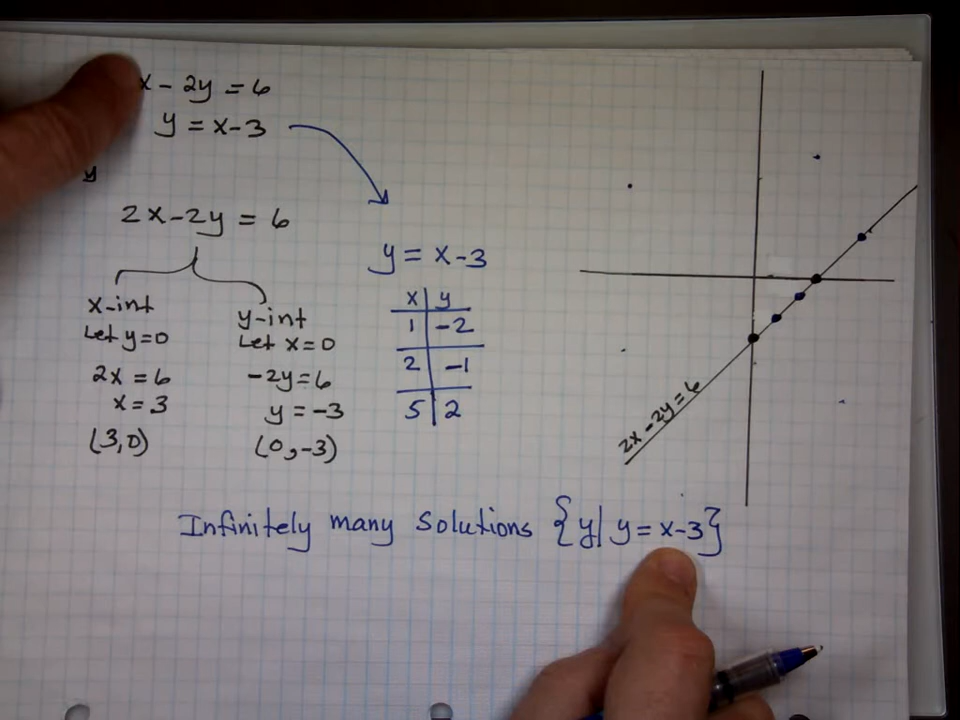 x - 2y = 6
y = x-3
y
2x-2y = 6
x-int
Let y=0
2x = 6
x = 3
(3,0)
y-int
Let x=0
-2y=6
y = -3
(0,-3)
y = x-3
x y
1 -2
2 -1
5 2
2x-2y=6
Infinitely many solutions {y| y = x-3}